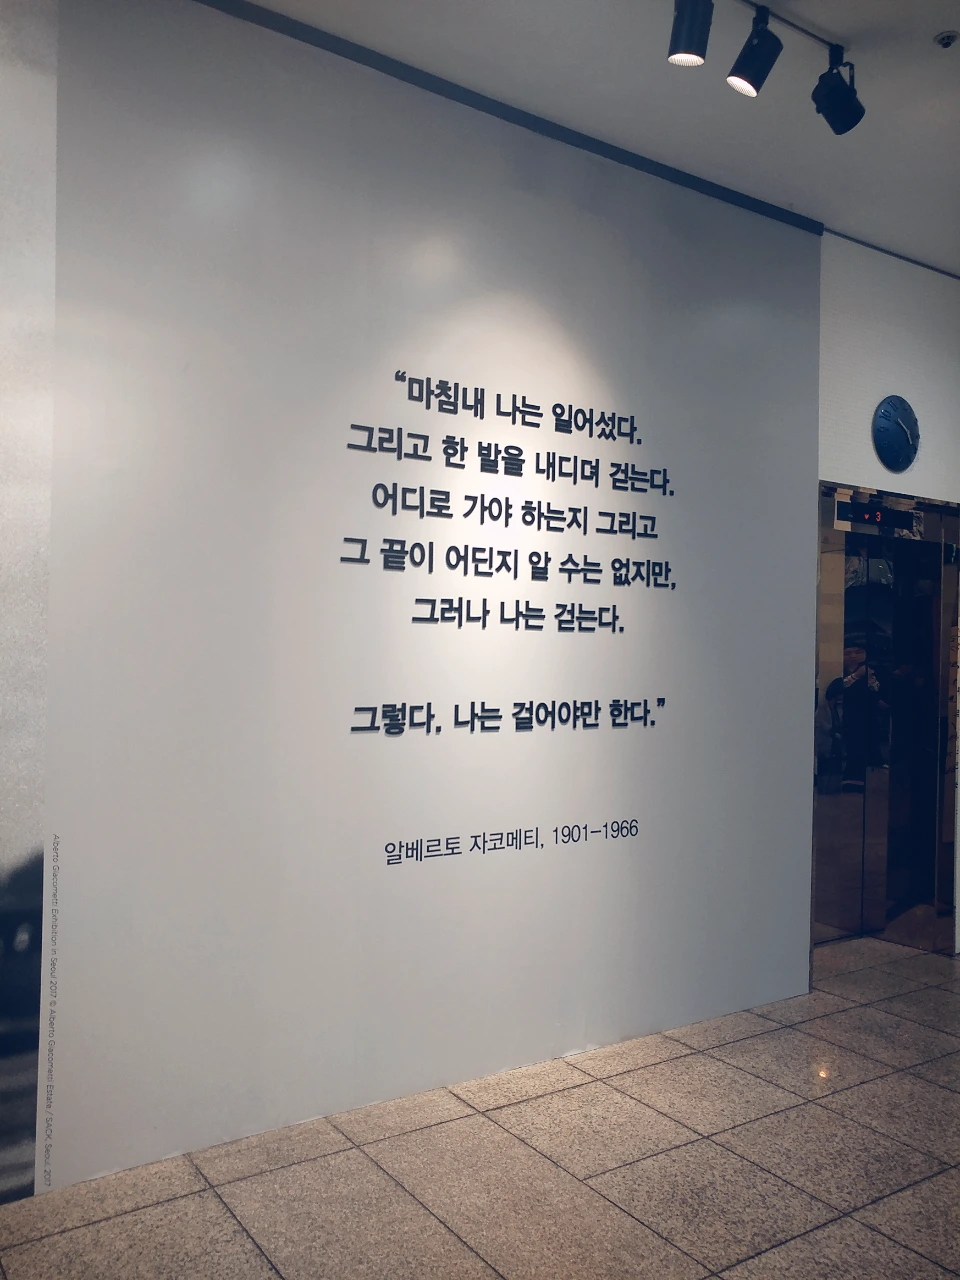 “마침내 나는 일어섰다.
그리고 한 발을 내디며 걷는다.
어디로 가야 하는지 그리고
그 끝이 어딘지 알 수는 없지만,
그러나 나는 걷는다.
그렇다. 나는 걸어야만 한다.”
알베르토 자코메티, 1901–1966
Alberto Giacometti Exhibition in Seoul 2017 © Alberto Giacometti Estate / SACK, Seoul, 2017
3